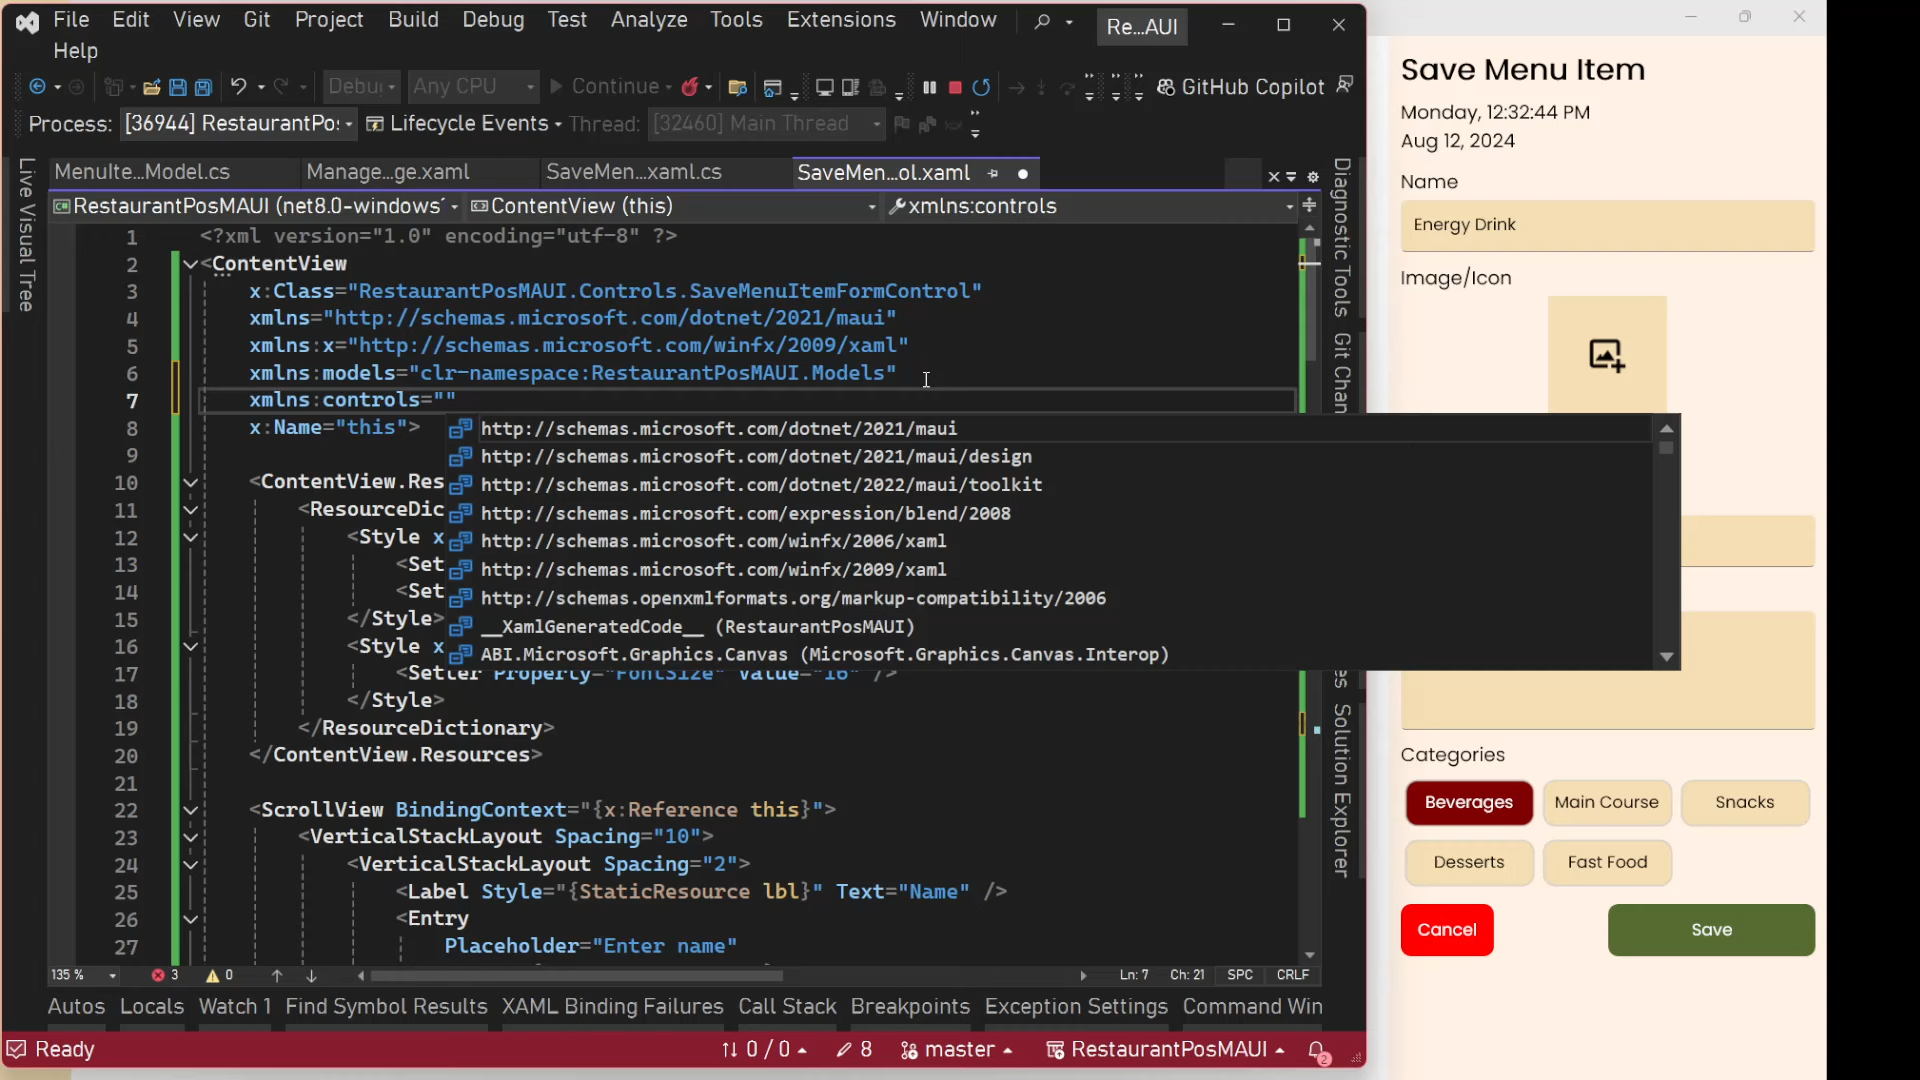 File Edit View Git Project Build Debug Test Analyze Tools Extensions Window Re...AUI
Help
Debug Any CPU Continue GitHub Copilot
Process: [36944] RestaurantPo Lifecycle Events Thread: [32460] Main Thread
MenuIte...Model.cs Manage...ge.xaml SaveMen...xaml.cs SaveMen...ol.xaml
RestaurantPosMAUI (net8.0-windows ContentView (this) xmlns:controls
Live Visual Tree
Diagnostic Tools
Git Chan
Solution Explorer
1 <?xml version="1.0" encoding="utf-8" ?>
2 <ContentView
3 x:Class="RestaurantPosMAUI.Controls.SaveMenuItemFormControl"
4 xmlns="http://schemas.microsoft.com/dotnet/2021/maui"
5 xmlns:x="http://schemas.microsoft.com/winfx/2009/xaml"
6 xmlns:models="clr-namespace:RestaurantPosMAUI.Models"
7 xmlns:controls=""
8 x:Name="this">
9
10 <ContentView.Res
11 <ResourceDic
12 <Style x
13 <Set
14 <Set
15 </Style>
16 <Style x
17 <Setter Property="FontSize" Value="16" />
18 </Style>
19 </ResourceDictionary>
20 </ContentView.Resources>
21
22 <ScrollView BindingContext="{x:Reference this}">
23 <VerticalStackLayout Spacing="10">
24 <VerticalStackLayout Spacing="2">
25 <Label Style="{StaticResource lbl}" Text="Name" />
26 <Entry
27 Placeholder="Enter name"
http://schemas.microsoft.com/dotnet/2021/maui
http://schemas.microsoft.com/dotnet/2021/maui/design
http://schemas.microsoft.com/dotnet/2022/maui/toolkit
http://schemas.microsoft.com/expression/blend/2008
http://schemas.microsoft.com/winfx/2006/xaml
http://schemas.microsoft.com/winfx/2009/xaml
http://schemas.openxmlformats.org/markup-compatibility/2006
__XamlGeneratedCode__ (RestaurantPosMAUI)
ABI.Microsoft.Graphics.Canvas (Microsoft.Graphics.Canvas.Interop)
135 % 3 0 Ln: 7 Ch: 21 SPC CRLF
Autos Locals Watch 1 Find Symbol Results XAML Binding Failures Call Stack Breakpoints Exception Settings Command Win
Ready 0 / 0 8 master RestaurantPosMAUI 2
Save Menu Item
Monday, 12:32:44 PM
Aug 12, 2024
Name
Energy Drink
Image/Icon
Categories
Beverages Main Course Snacks
Desserts Fast Food
Cancel Save